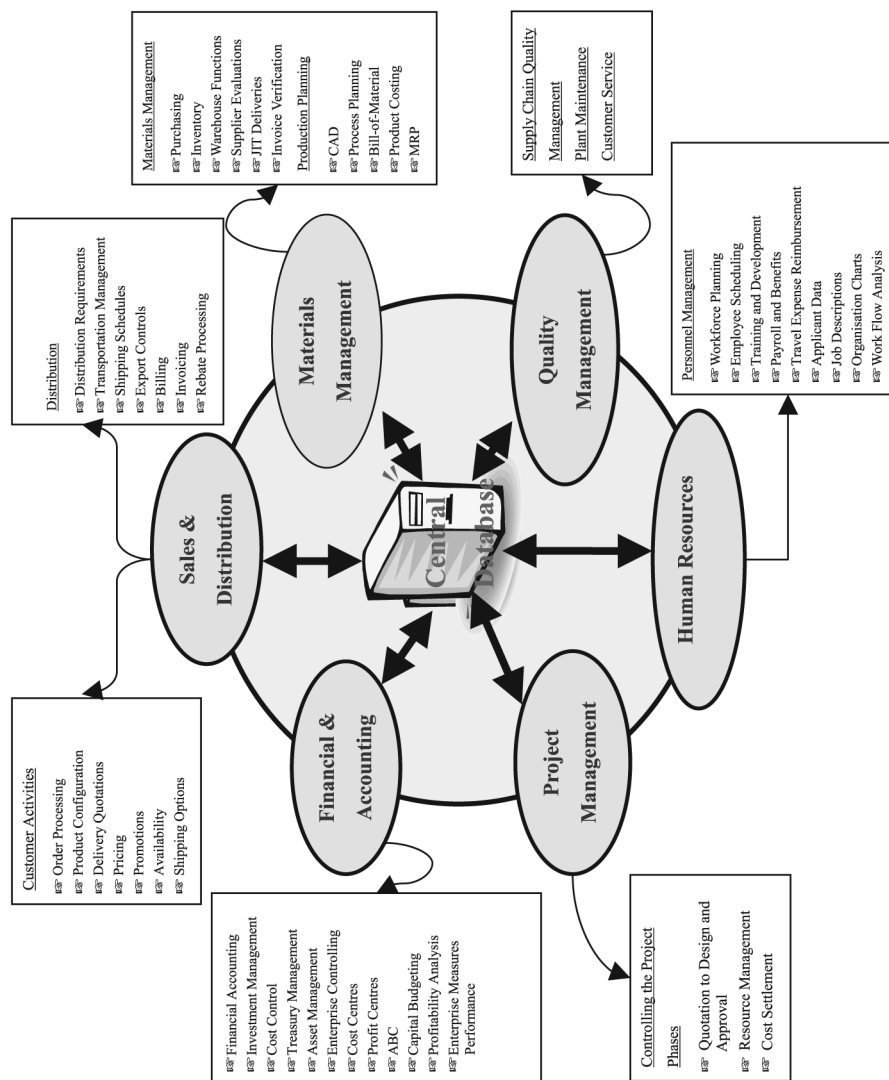 Customer Activities
Order Processing
Product Configuration
Delivery Quotations
Pricing
Promotions
Availability
Shipping Options
Distribution
Distribution Requirements
Transportation Management
Shipping Schedules
Export Controls
Billing
Invoicing
Rebate Processing
Sales &
Distribution
Financial Accounting
Investment Management
Cost Control
Treasury Management
Asset Management
Enterprise Controlling
Cost Centres
Profit Centres
ABC
Capital Budgeting
Profitability Analysis
Enterprise Measures
Performance
Financial &
Accounting
Materials
Management
Materials Management
Purchasing
Inventory
Warehouse Functions
Supplier Evaluations
JIT Deliveries
Invoice Verification
Production Planning
CAD
Process Planning
Bill-of-Material
Product Costing
MRP
Central
Database
Project
Management
Quality
Management
Supply Chain Quality
Management
Plant Maintenance
Customer Service
Human Resources
Controlling the Project
Phases
Quotation to Design and
Approval
Resource Management
Cost Settlement
Personnel Management
Workforce Planning
Employee Scheduling
Training and Development
Payroll and Benefits
Travel Expense Reimbursement
Applicant Data
Job Descriptions
Organisation Charts
Work Flow Analysis